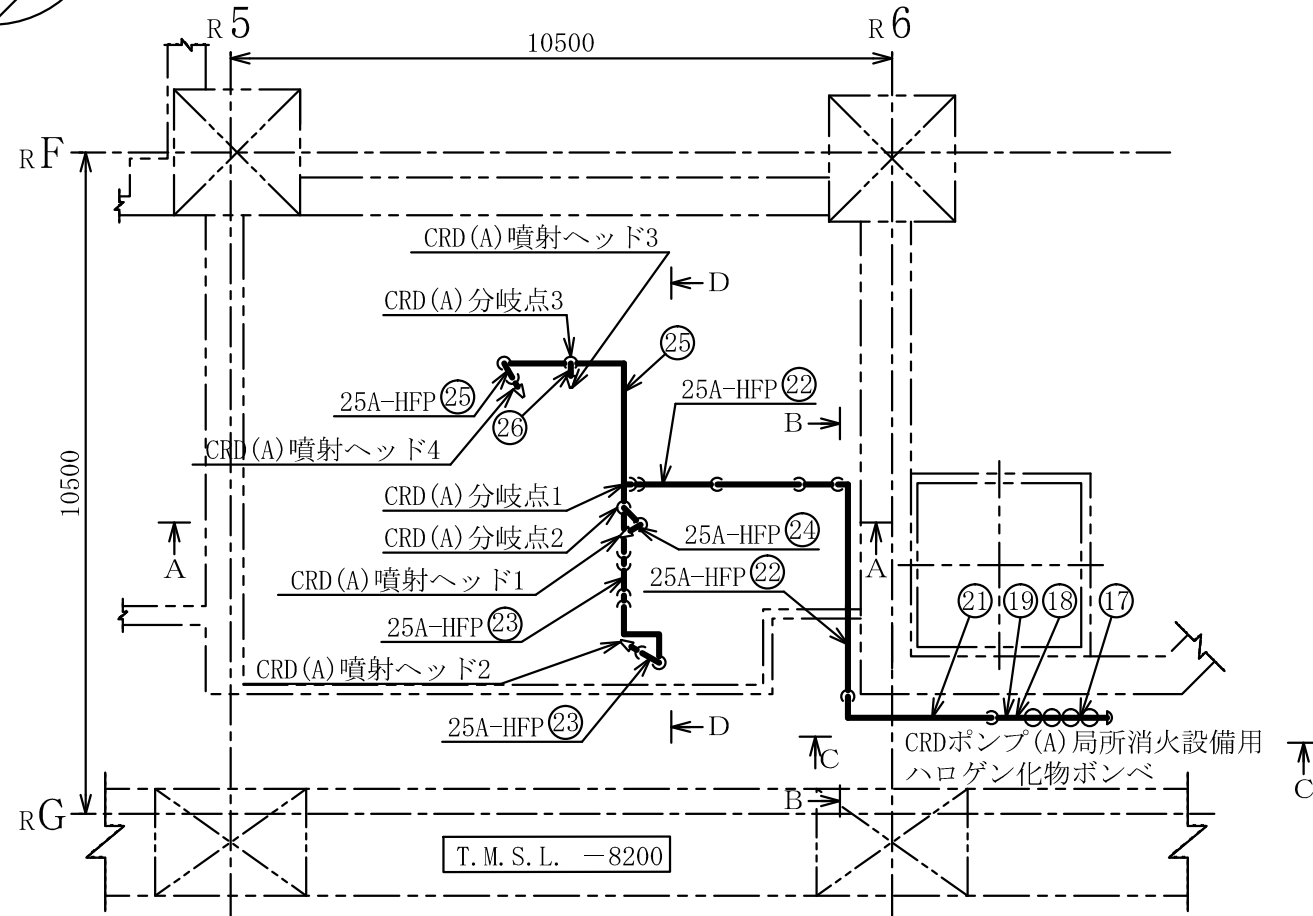 R5
R6
10500
RF
CRD(A)噴射ヘッド3
D
CRD(A)分岐点3
25
25A-HFP 22
25A-HFP 25
26
B
CRD(A)噴射ヘッド4
10500
CRD(A)分岐点1
CRD(A)分岐点2
25A-HFP 24
A
A
CRD(A)噴射ヘッド1
25A-HFP 22
21
19
18
17
25A-HFP 23
CRD(A)噴射ヘッド2
25A-HFP 23
D
CRDポンプ(A)局所消火設備用
ハロゲン化物ボンベ
C
C
B
RG
T.M.S.L. －8200